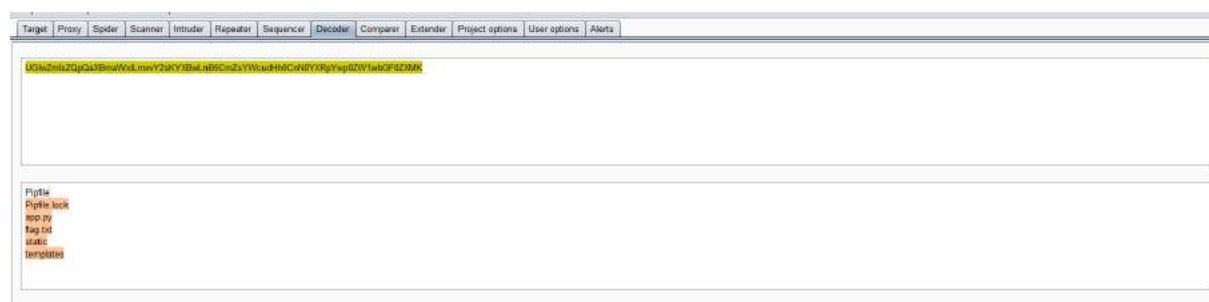 Target Proxy Spider Scanner Intruder Repeater Sequencer Decoder Comparer Extender Project options User options Alerts
UGlwZmlsZQpQaXBmaWxlLmxvY2sKYXBwLnB5CmZsYWcudHh0CnN0YXRpYwp0ZW1wbGF0ZXMK
Pipfile
Pipfile.lock
app.py
flag.txt
static
templates